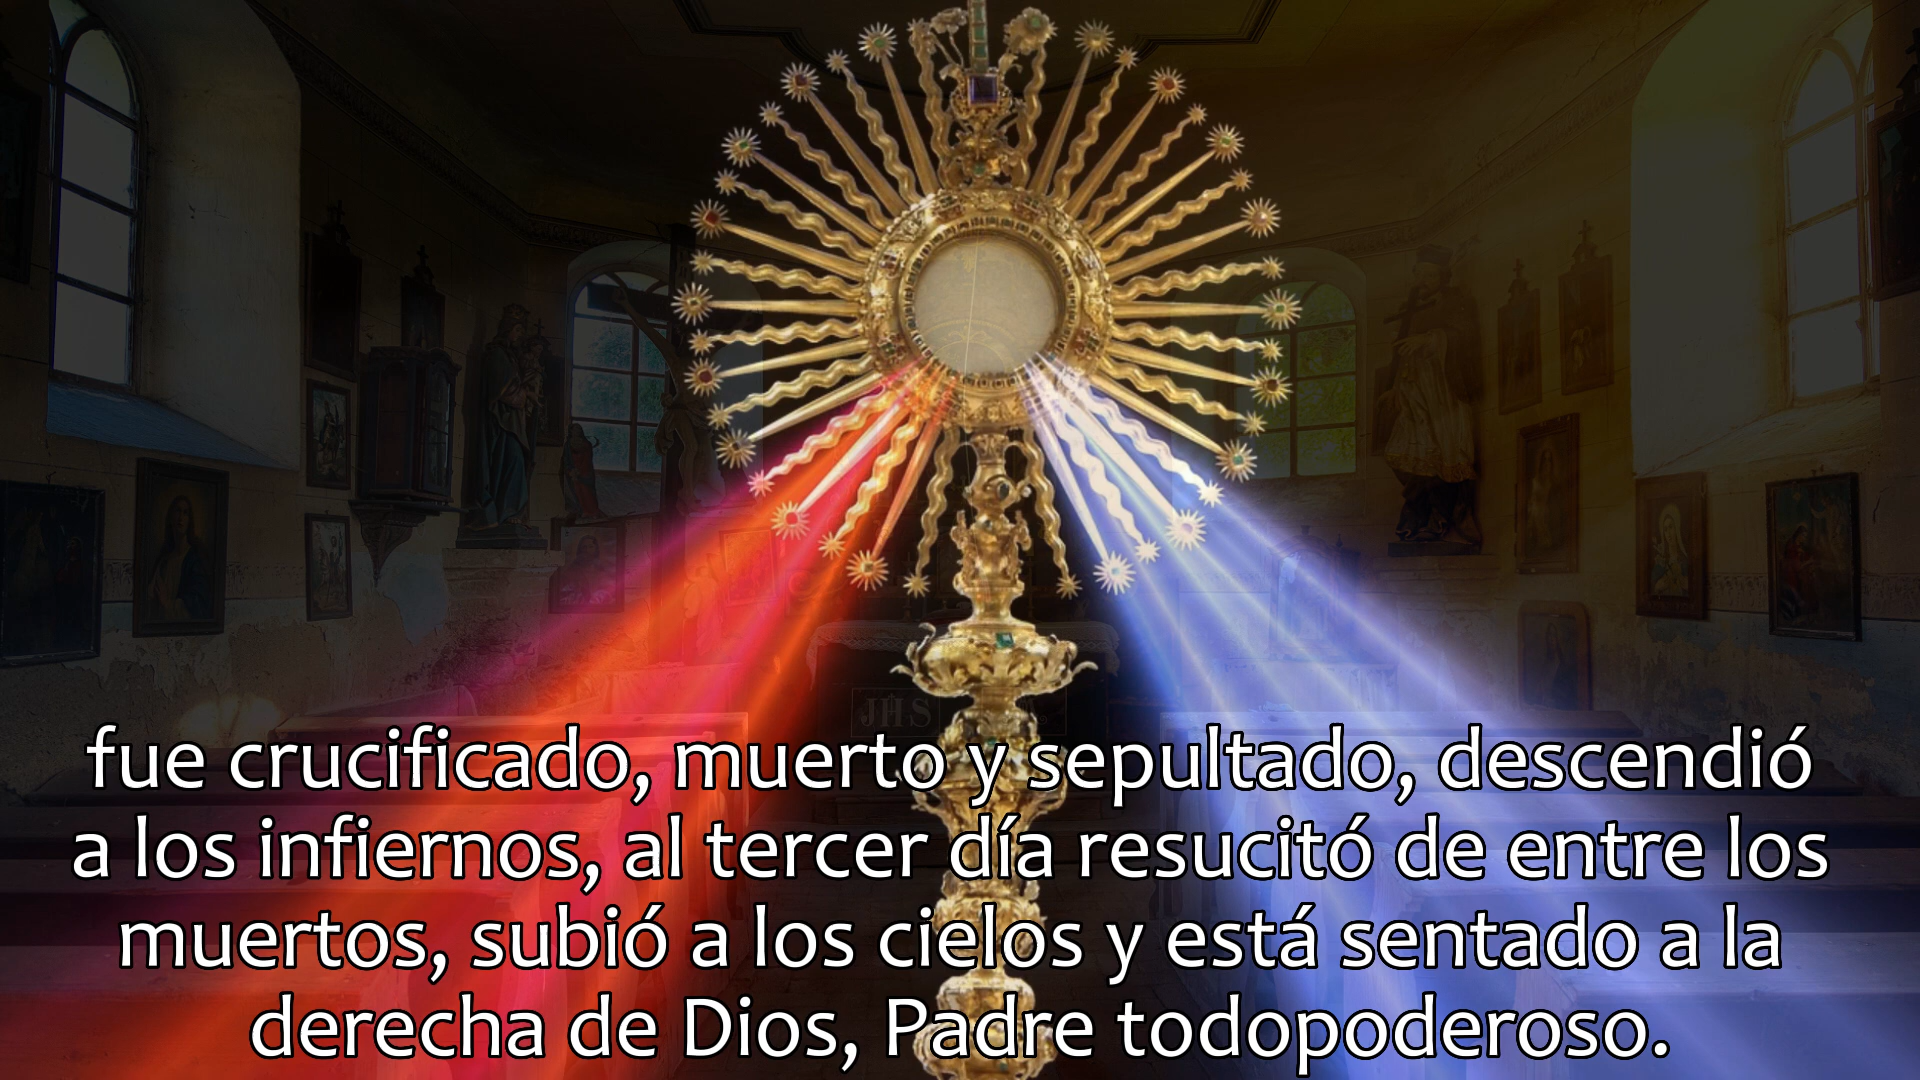 JHS
fue crucificado, muerto y sepultado, descendió
a los infiernos, al tercer día resucitó de entre los
muertos, subió a los cielos y está sentado a la
derecha de Dios, Padre todopoderoso.